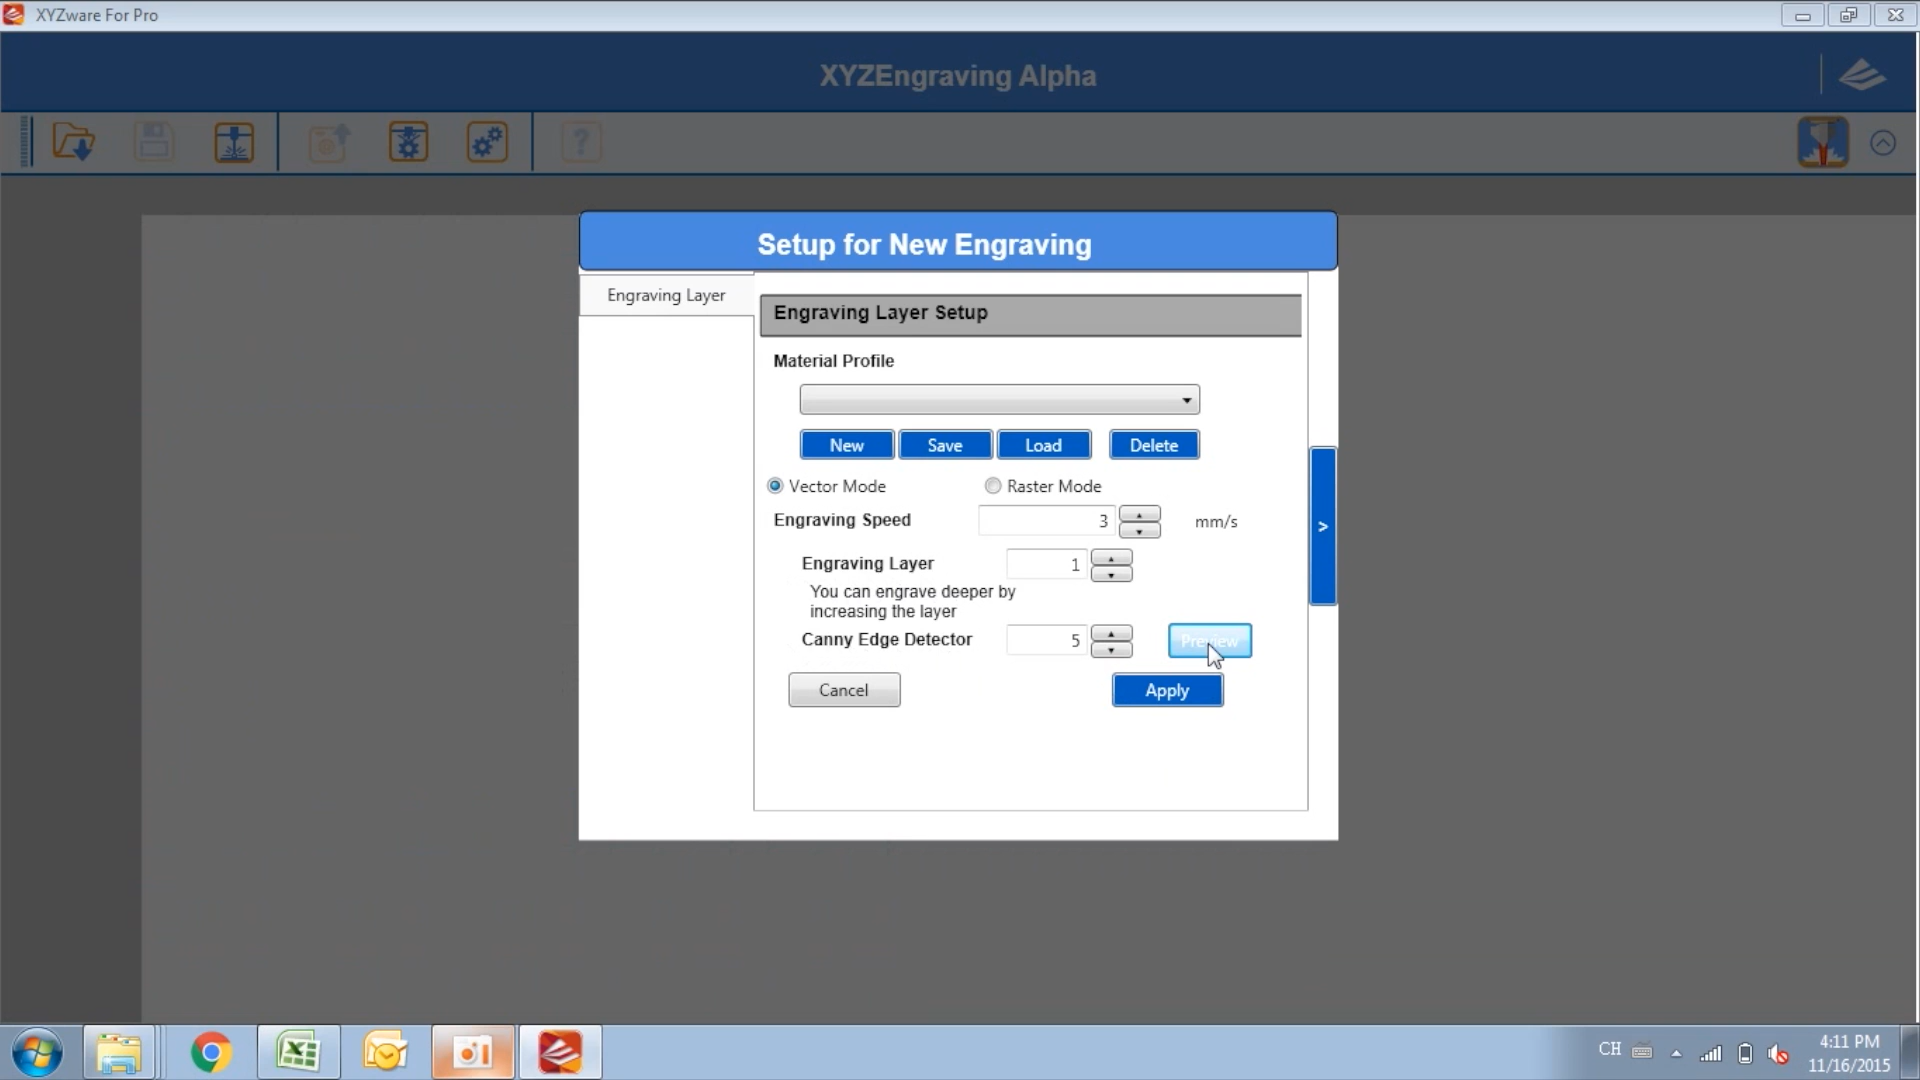 XYZware For Pro
XYZEngraving Alpha
?
Setup for New Engraving
Engraving Layer
Engraving Layer Setup
Material Profile
New Save Load Delete
Vector Mode Raster Mode
Engraving Speed 3 mm/s
>
Engraving Layer 1
You can engrave deeper by
increasing the layer
Canny Edge Detector 5 Preview
Cancel Apply
CH
4:11 PM
11/16/2015